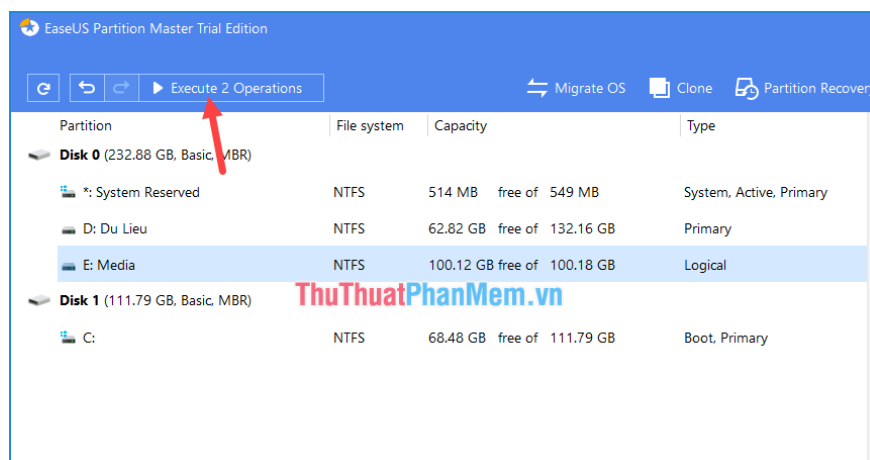 EaseUS Partition Master Trial Edition
Execute 2 Operations Migrate OS Clone Partition Recover
Partition File system Capacity Type
Disk 0 (232.88 GB, Basic, MBR)
*: System Reserved NTFS 514 MB free of 549 MB System, Active, Primary
D: Du Lieu NTFS 62.82 GB free of 132.16 GB Primary
E: Media NTFS 100.12 GB free of 100.18 GB Logical
Disk 1 (111.79 GB, Basic, MBR)
ThuThuatPhanMem.vn
C: NTFS 68.48 GB free of 111.79 GB Boot, Primary